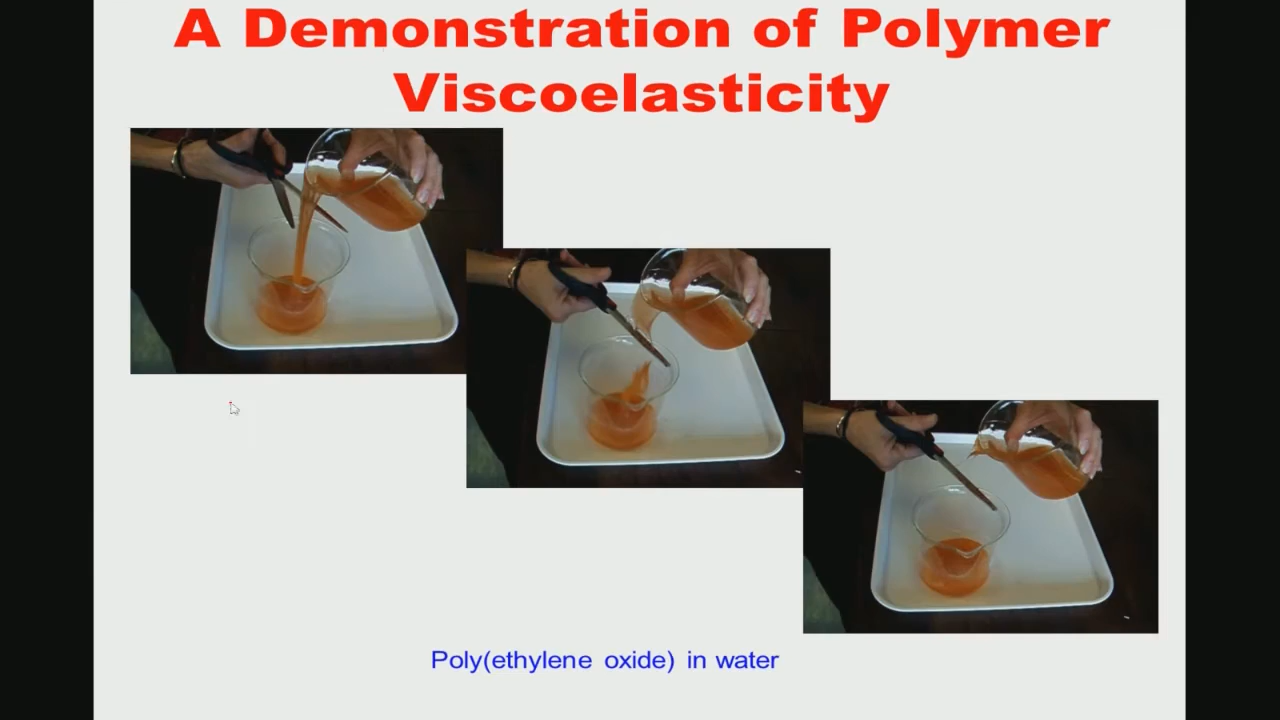 A Demonstration of Polymer
Viscoelasticity
Poly(ethylene oxide) in water